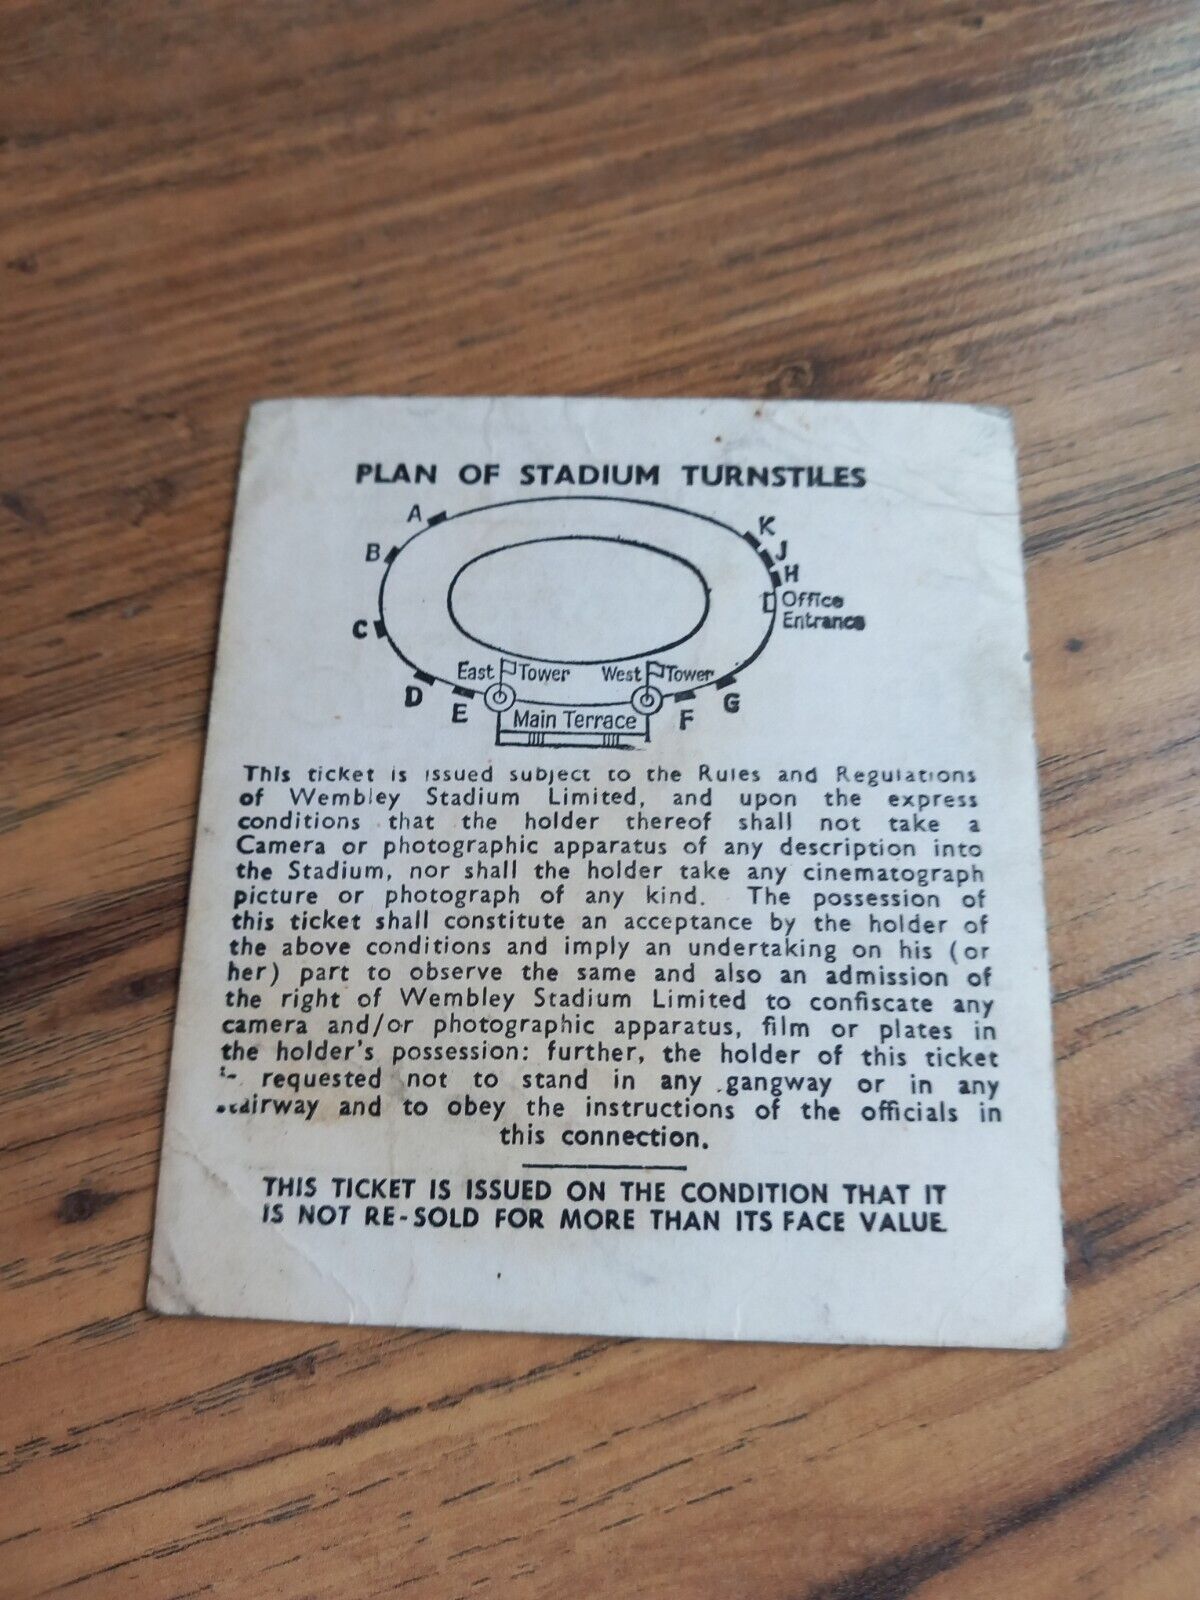 PLAN OF STADIUM TURNSTILES
A
K
B
J
H
Office
Entrance
C
East Tower
West Tower
D
E
F
G
Main Terrace
This ticket is issued subject to the Rules and Regulations
of Wembley Stadium Limited, and upon the express
conditions that the holder thereof shall not take a
Camera or photographic apparatus of any description into
the Stadium, nor shall the holder take any cinematograph
picture or photograph of any kind. The possession of
this ticket shall constitute an acceptance by the holder of
the above conditions and imply an undertaking on his (or
her) part to observe the same and also an admission of
the right of Wembley Stadium Limited to confiscate any
camera and/or photographic apparatus, film or plates in
the holder's possession: further, the holder of this ticket
requested not to stand in any gangway or in any
stairway and to obey the instructions of the officials in
this connection.
THIS TICKET IS ISSUED ON THE CONDITION THAT IT
IS NOT RE-SOLD FOR MORE THAN ITS FACE VALUE